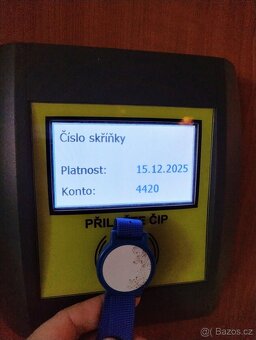 Číslo skříňky
Platnost: 15.12.2025
Konto: 4420
PŘILOŽTE ČIP
Bazos.cz